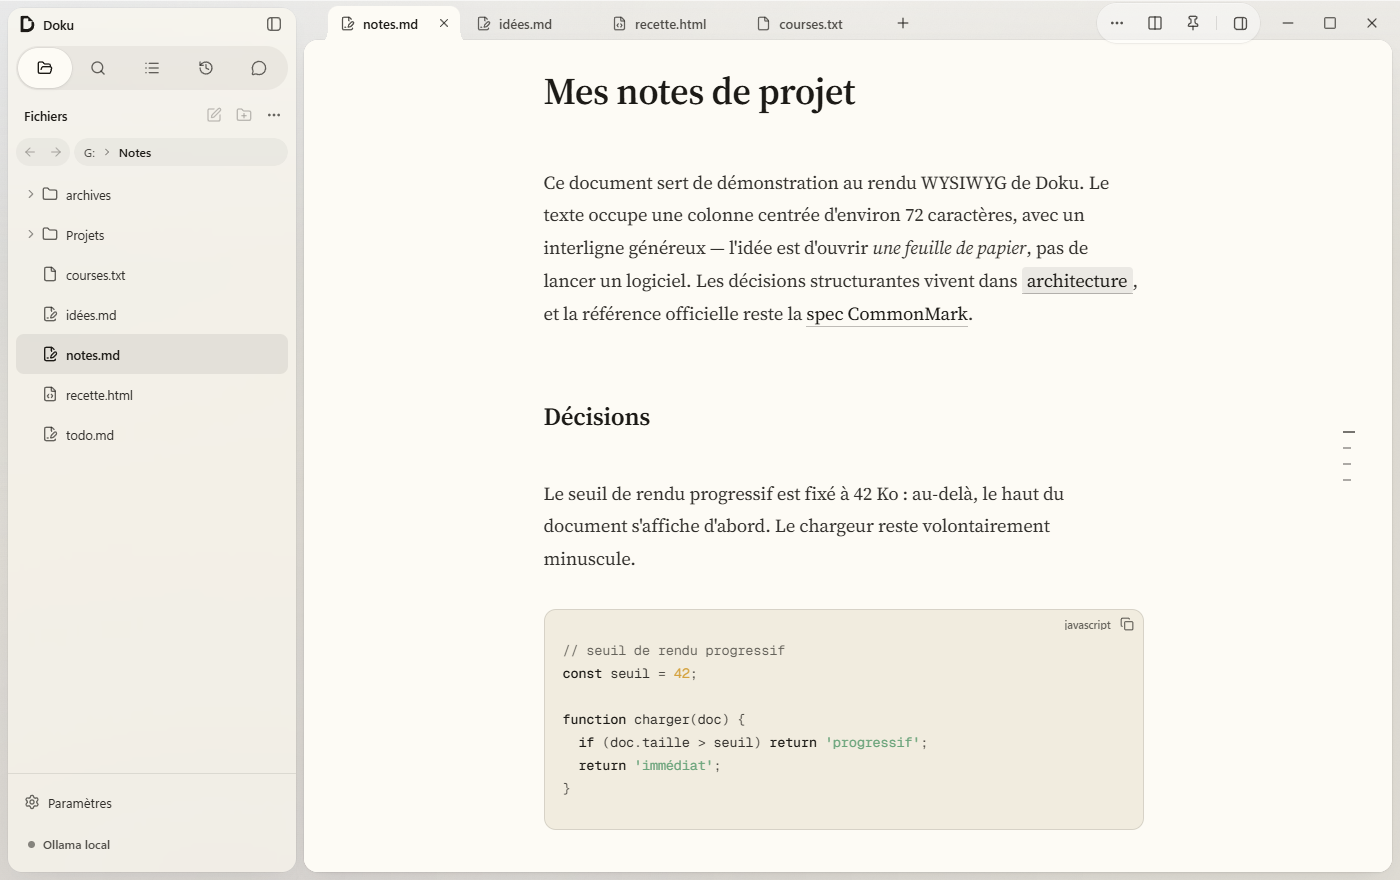 Doku
notes.md
idées.md
recette.html
courses.txt
Fichiers
G:
Notes
archives
Projets
courses.txt
idées.md
notes.md
recette.html
todo.md
Paramètres
Ollama local
Mes notes de projet
Ce document sert de démonstration au rendu WYSIWYG de Doku. Le
texte occupe une colonne centrée d'environ 72 caractères, avec un
interligne généreux — l'idée est d'ouvrir une feuille de papier, pas de
lancer un logiciel. Les décisions structurantes vivent dans architecture ,
et la référence officielle reste la spec CommonMark.
Décisions
Le seuil de rendu progressif est fixé à 42 Ko : au-delà, le haut du
document s'affiche d'abord. Le chargeur reste volontairement
minuscule.
javascript
// seuil de rendu progressif
const seuil = 42;
function charger(doc) {
  if (doc.taille > seuil) return 'progressif';
  return 'immédiat';
}